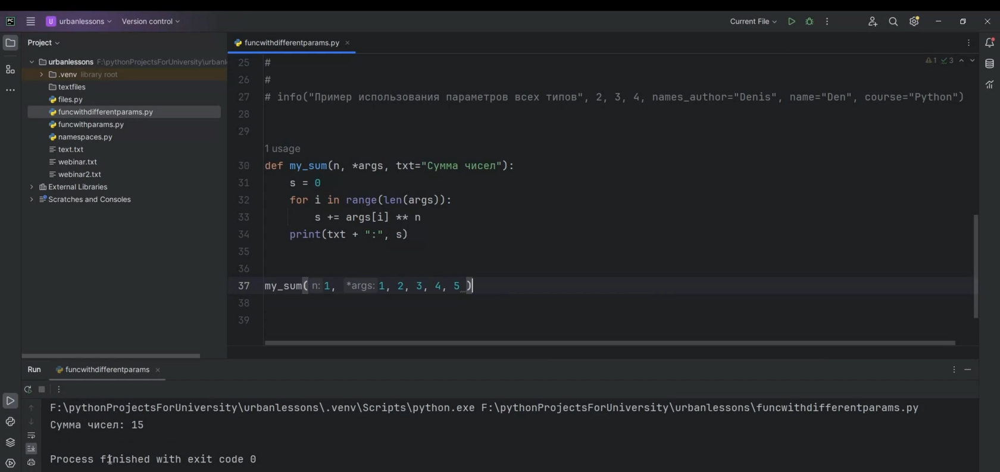 PC
U urbanlessons
Version control
Current File
Project
funcwithdifferentparams.py
urbanlessons F:\pythonProjectsForUniversity\urbanl
.venv library root
textfiles
files.py
funcwithdifferentparams.py
funcwithparams.py
namespaces.py
text.txt
webinar.txt
webinar2.txt
External Libraries
Scratches and Consoles
1 3
25 #
26 #
27 # info("Пример использования параметров всех типов", 2, 3, 4, names_author="Denis", name="Den", course="Python")
28
29
1 usage
30 def my_sum(n, *args, txt="Сумма чисел"):
31 s = 0
32 for i in range(len(args)):
33 s += args[i] ** n
34 print(txt + ":", s)
35
36
37 my_sum( n: 1, *args: 1, 2, 3, 4, 5 )
38
39
Run funcwithdifferentparams
F:\pythonProjectsForUniversity\urbanlessons\.venv\Scripts\python.exe F:\pythonProjectsForUniversity\urbanlessons\funcwithdifferentparams.py
Сумма чисел: 15
Process finished with exit code 0